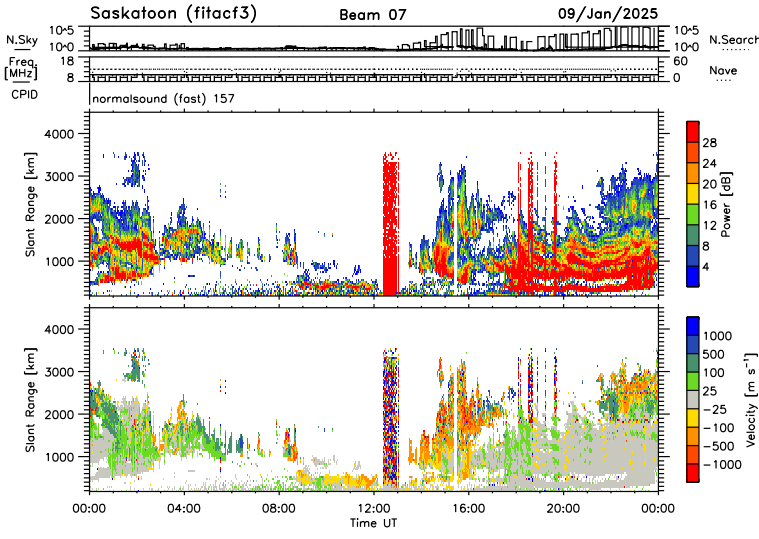 Saskatoon (fitacf3) Beam 07 09/Jan/2025
N.Sky 10^5 10^0 10^5 10^0 N.Search
Freq. [MHz] 18 8 60 0 Nave
CPID normalsound (fast) 157
Slant Range [km] 4000 3000 2000 1000
Power [dB] 28 24 20 16 12 8 4
Slant Range [km] 4000 3000 2000 1000
Velocity [m s⁻¹] 1000 500 100 25 −25 −100 −500 −1000
00:00 04:00 08:00 12:00 16:00 20:00 00:00
Time UT